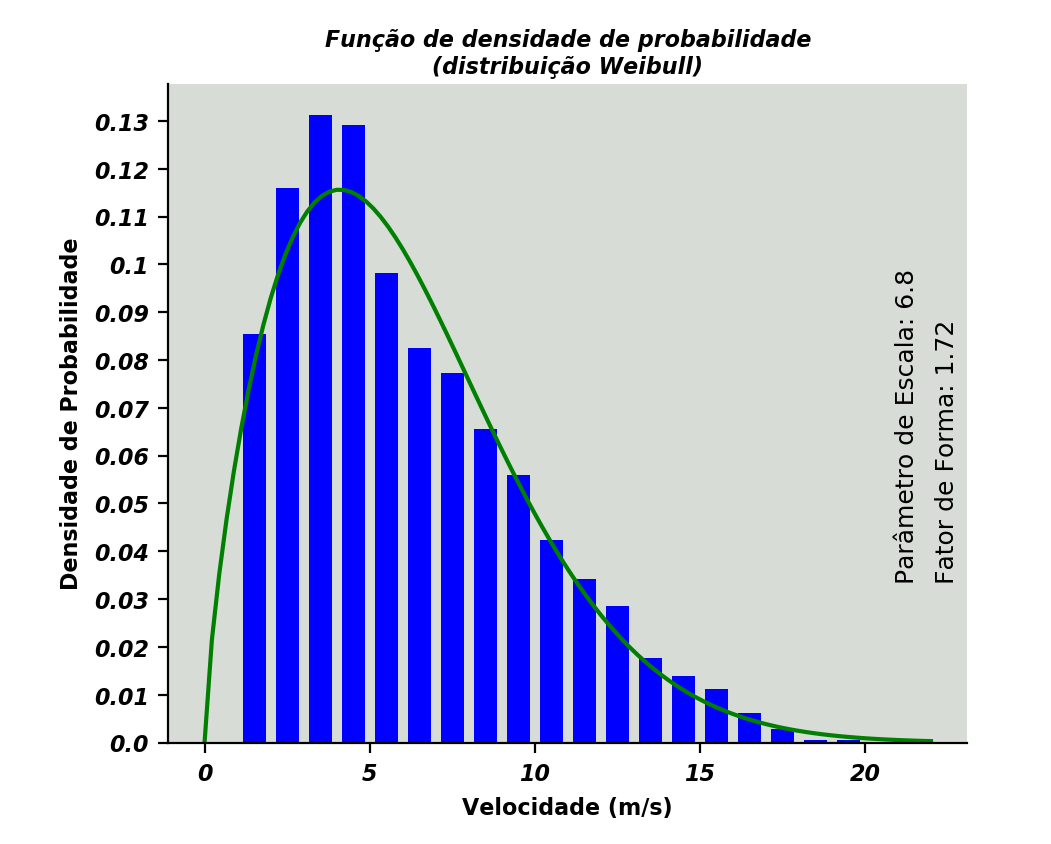 Função de densidade de probabilidade
(distribuição Weibull)
Densidade de Probabilidade
0.13
0.12
0.11
0.1
0.09
0.08
0.07
0.06
0.05
0.04
0.03
0.02
0.01
0.0
Parâmetro de Escala: 6.8
Fator de Forma: 1.72
0 5 10 15 20
Velocidade (m/s)